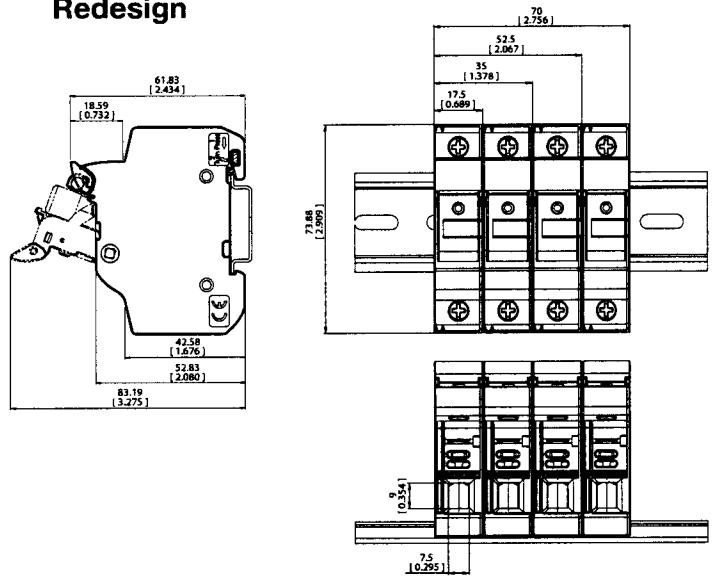 Redesign
70
[ 2.756 ]
52.5
[ 2.067 ]
35
[ 1.378 ]
17.5
[ 0.689 ]
61.83
[ 2.434 ]
18.59
[ 0.732 ]
73.88
[ 2.909 ]
CE
42.58
[ 1.676 ]
52.83
[ 2.080 ]
83.19
[ 3.275 ]
9
[ 0.354 ]
7.5
[ 0.295 ]